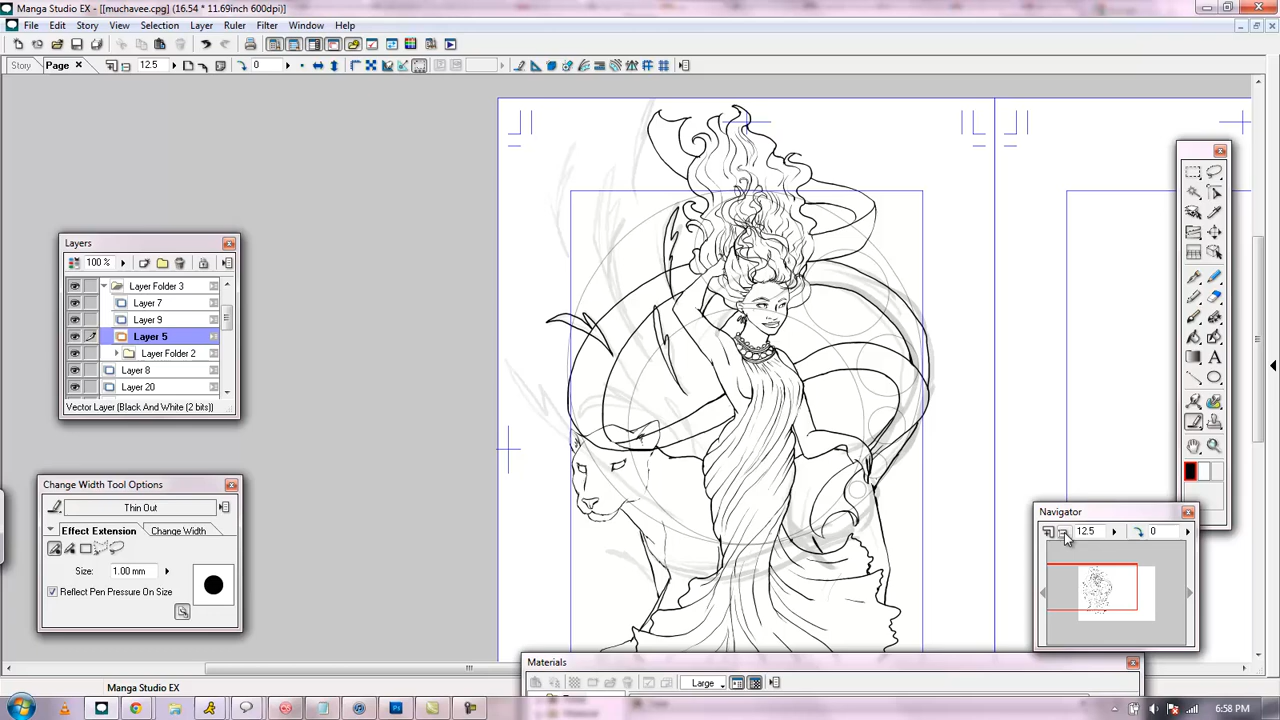 Manga Studio EX - [[muchavee.cpg] (16.54 * 11.69inch 600dpi)]
File Edit Story View Selection Layer Ruler Filter Window Help
Story Page 12.5 0
Layers
100 %
Layer Folder 3
Layer 7
Layer 9
Layer 5
Layer Folder 2
Layer 8
Layer 20
Vector Layer (Black And White (2 bits))
Change Width Tool Options
Thin Out
Effect Extension Change Width
Size: 1.00 mm
Reflect Pen Pressure On Size
Navigator
12.5 0
Materials
Large
Manga Studio EX
6:58 PM